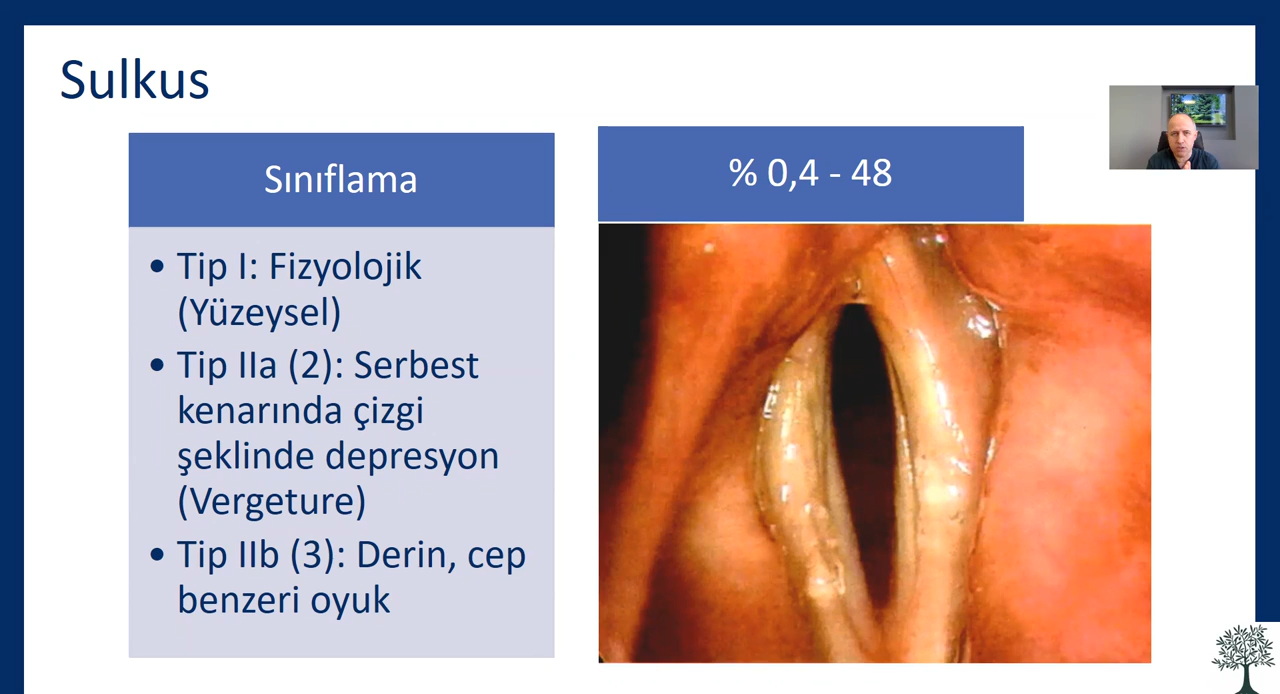 Sulkus
Sınıflama
• Tip I: Fizyolojik
(Yüzeysel)
• Tip IIa (2): Serbest
kenarında çizgi
şeklinde depresyon
(Vergeture)
• Tip IIb (3): Derin, cep
benzeri oyuk
% 0,4 - 48